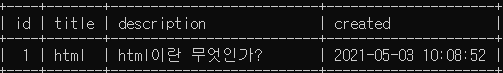 | id | title | description | created |
| 1 | html | html이란 무엇인가? | 2021-05-03 10:08:52 |